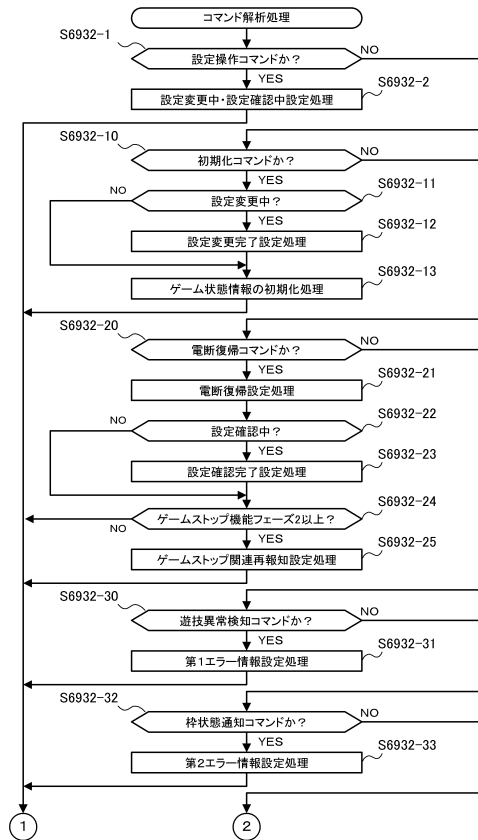 コマンド解析処理
S6932-1
設定操作コマンドか？
NO
YES
S6932-2
設定変更中・設定確認中設定処理
S6932-10
初期化コマンドか？
NO
YES
S6932-11
NO
設定変更中？
YES
S6932-12
設定変更完了設定処理
S6932-13
ゲーム状態情報の初期化処理
S6932-20
電断復帰コマンドか？
NO
YES
S6932-21
電断復帰設定処理
S6932-22
NO
設定確認中？
YES
S6932-23
設定確認完了設定処理
S6932-24
ゲームストップ機能フェーズ2以上？
NO
YES
S6932-25
ゲームストップ関連再報知設定処理
S6932-30
遊技異常検知コマンドか？
NO
YES
S6932-31
第1エラー情報設定処理
S6932-32
枠状態通知コマンドか？
NO
YES
S6932-33
第2エラー情報設定処理
1
2